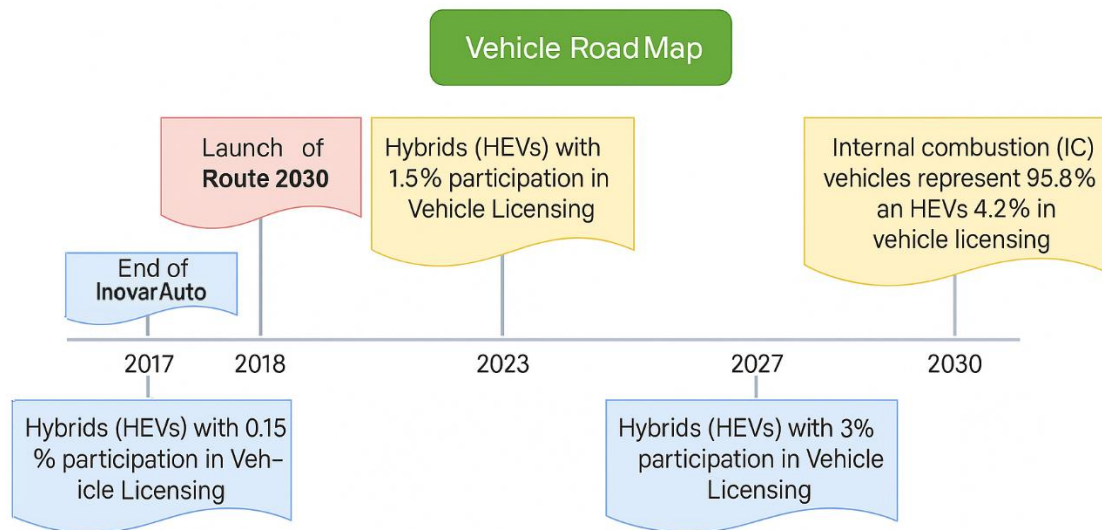 Vehicle Road Map
Launch of
Route 2030
Hybrids (HEVs) with
1.5% participation in
Vehicle Licensing
Internal combustion (IC)
vehicles represent 95.8%
an HEVs 4.2% in
vehicle licensing
End of
InovarAuto
2017
2018
2023
2027
2030
Hybrids (HEVs) with 0.15
% participation in Veh–
icle Licensing
Hybrids (HEVs) with 3%
participation in Vehicle
Licensing